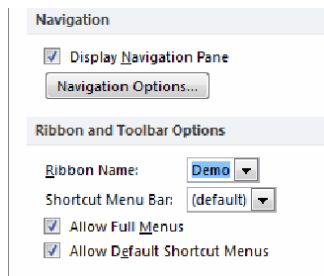 Navigation
Display Navigation Pane
Navigation Options...
Ribbon and Toolbar Options
Ribbon Name: Demo
Shortcut Menu Bar: (default)
Allow Full Menus
Allow Default Shortcut Menus